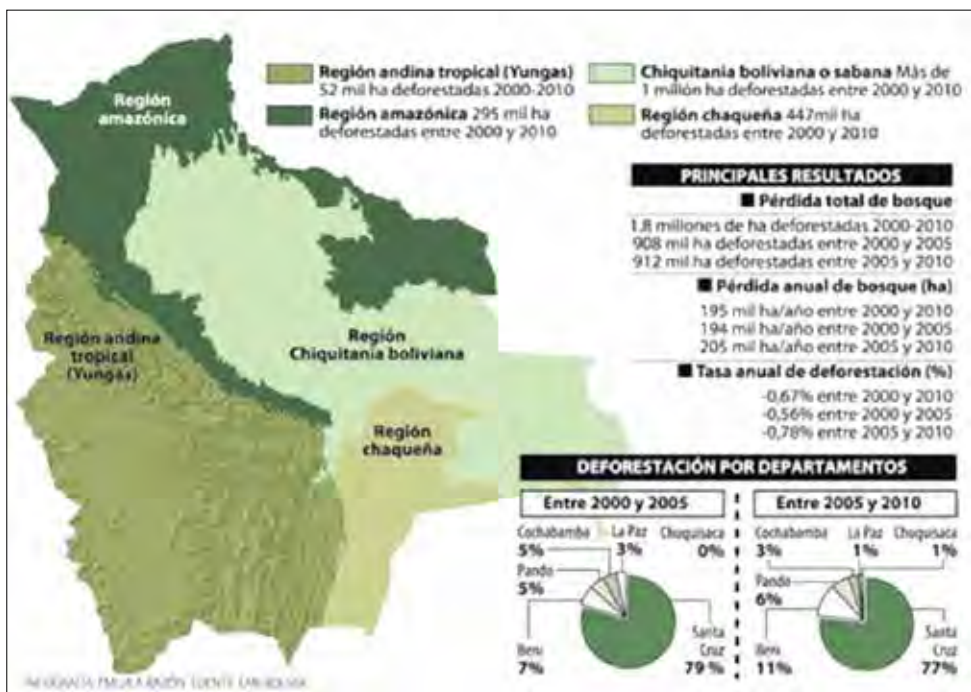 Región andina tropical (Yungas)
52 mil ha deforestadas 2000-2010
Región amazónica 295 mil ha
deforestadas entre 2000 y 2010
Chiquitania boliviana o sabana Más de
1 millón ha deforestadas entre 2000 y 2010
Región chaqueña 447mil ha
deforestadas entre 2000 y 2010
Región
amazónica
Región andina
tropical
(Yungas)
Región
Chiquitania boliviana
Región
chaqueña
PRINCIPALES RESULTADOS
Pérdida total de bosque
1.8 millones de ha deforestadas 2000-2010
908 mil ha deforestadas entre 2000 y 2005
912 mil ha deforestadas entre 2005 y 2010
Pérdida anual de bosque (ha)
195 mil ha/año entre 2000 y 2010
194 mil ha/año entre 2000 y 2005
205 mil ha/año entre 2005 y 2010
Tasa anual de deforestación (%)
-0,67% entre 2000 y 2010
-0,56% entre 2000 y 2005
-0,78% entre 2005 y 2010
DEFORESTACIÓN POR DEPARTAMENTOS
Entre 2000 y 2005
Cochabamba
5%
La Paz
3%
Chuquisaca
0%
Pando
5%
Beni
7%
Santa
Cruz
79%
Entre 2005 y 2010
Cochabamba
3%
La Paz
1%
Chuquisaca
1%
Pando
6%
Beni
11%
Santa
Cruz
77%